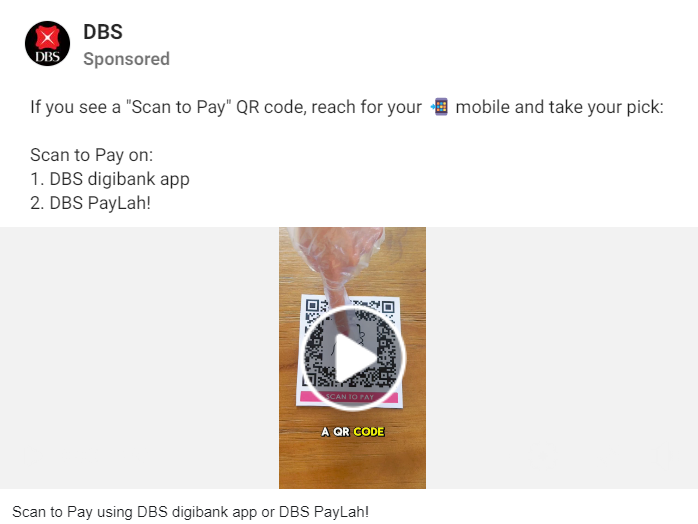 DBS
DBS
Sponsored
If you see a "Scan to Pay" QR code, reach for your 📲 mobile and take your pick:
Scan to Pay on:
1. DBS digibank app
2. DBS PayLah!
SCAN TO PAY
A QR CODE
Scan to Pay using DBS digibank app or DBS PayLah!